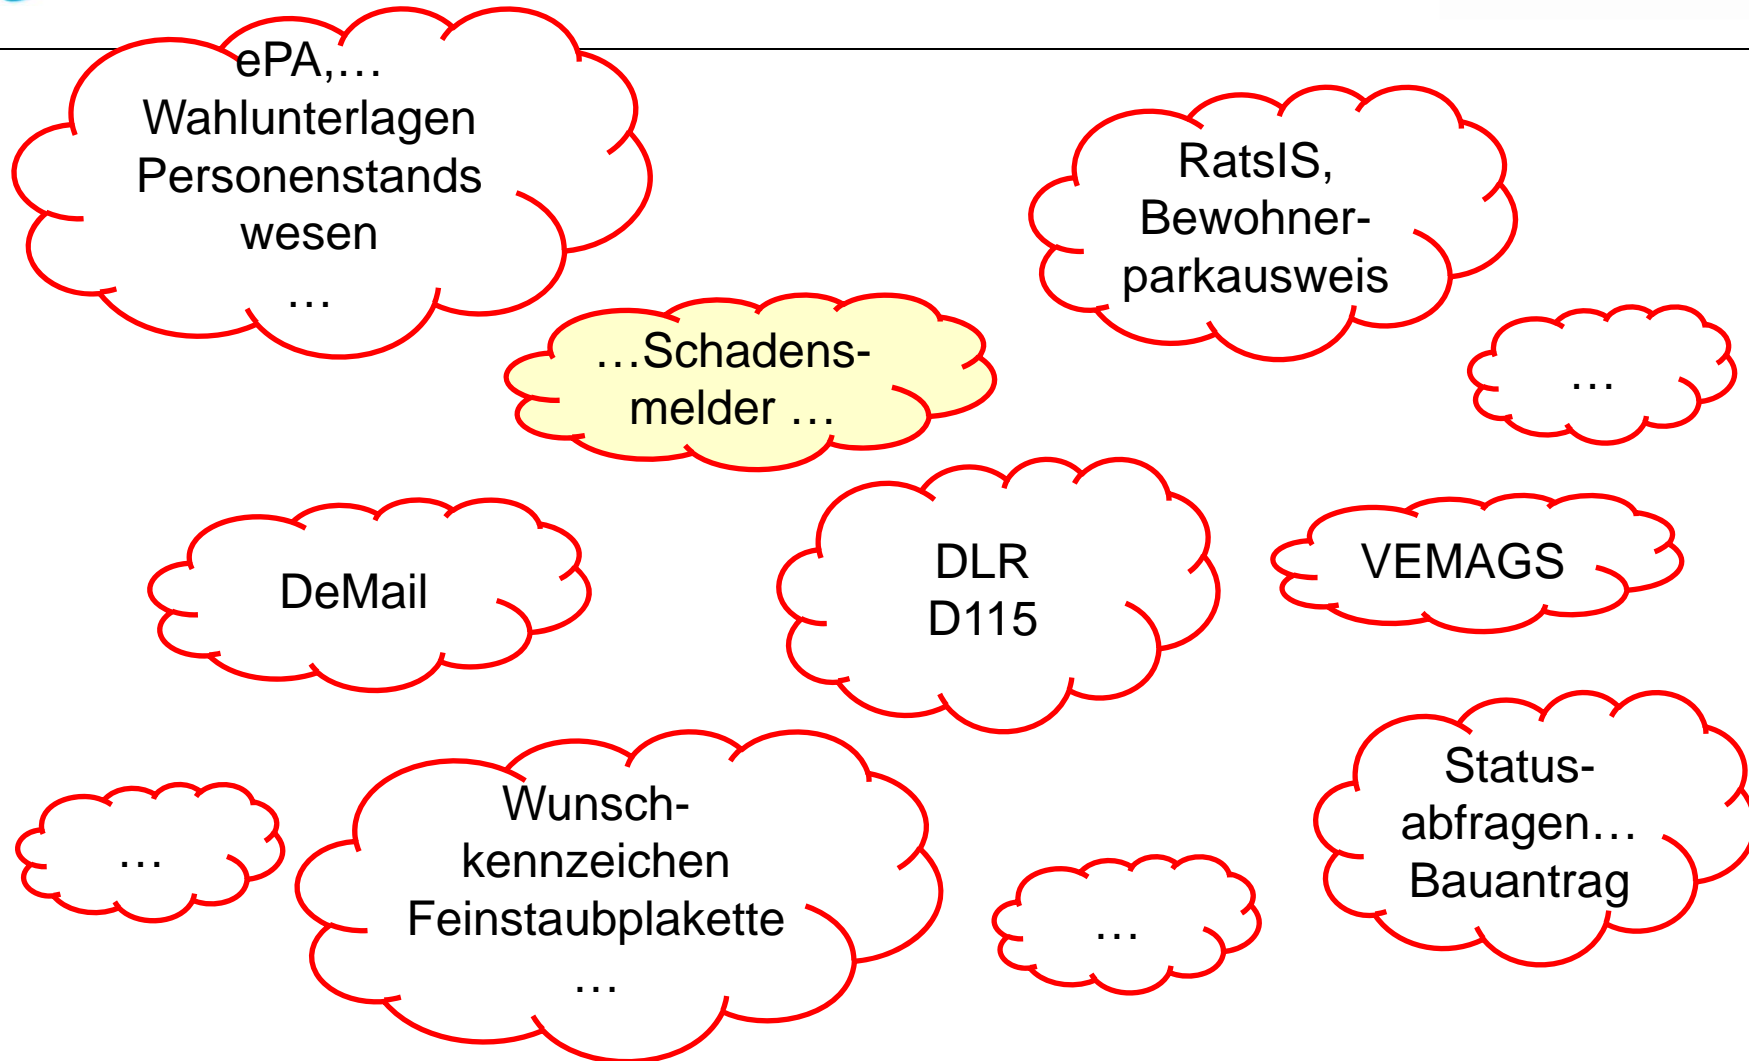 ePA,…
Wahlunterlagen
Personenstands
wesen
…
RatsIS,
Bewohner-
parkausweis
…Schadens-
melder …
…
DeMail
DLR
D115
VEMAGS
…
Wunsch-
kennzeichen
Feinstaubplakette
…
…
Status-
abfragen…
Bauantrag